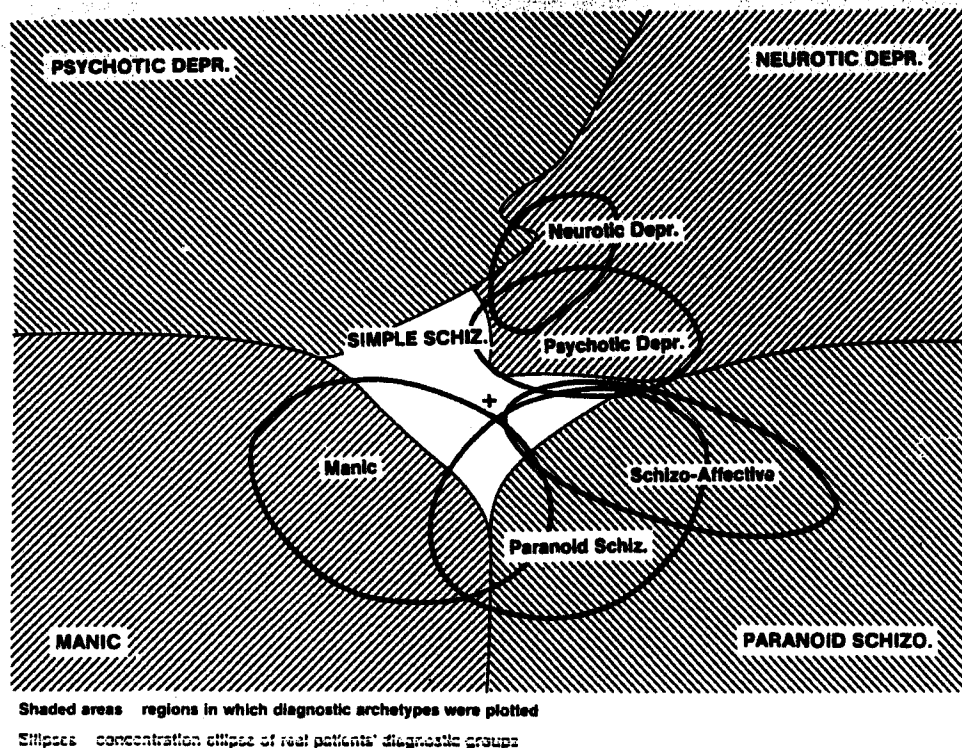 PSYCHOTIC DEPR.
NEUROTIC DEPR.
Neurotic Depr.
SIMPLE SCHIZ.
Psychotic Depr.
+
Manic
Schizo-Affective
Paranoid Schiz.
MANIC
PARANOID SCHIZO.
Shaded areas regions in which diagnostic archetypes were plotted
Ellipses concentration ellipse of real patients' diagnostic groups